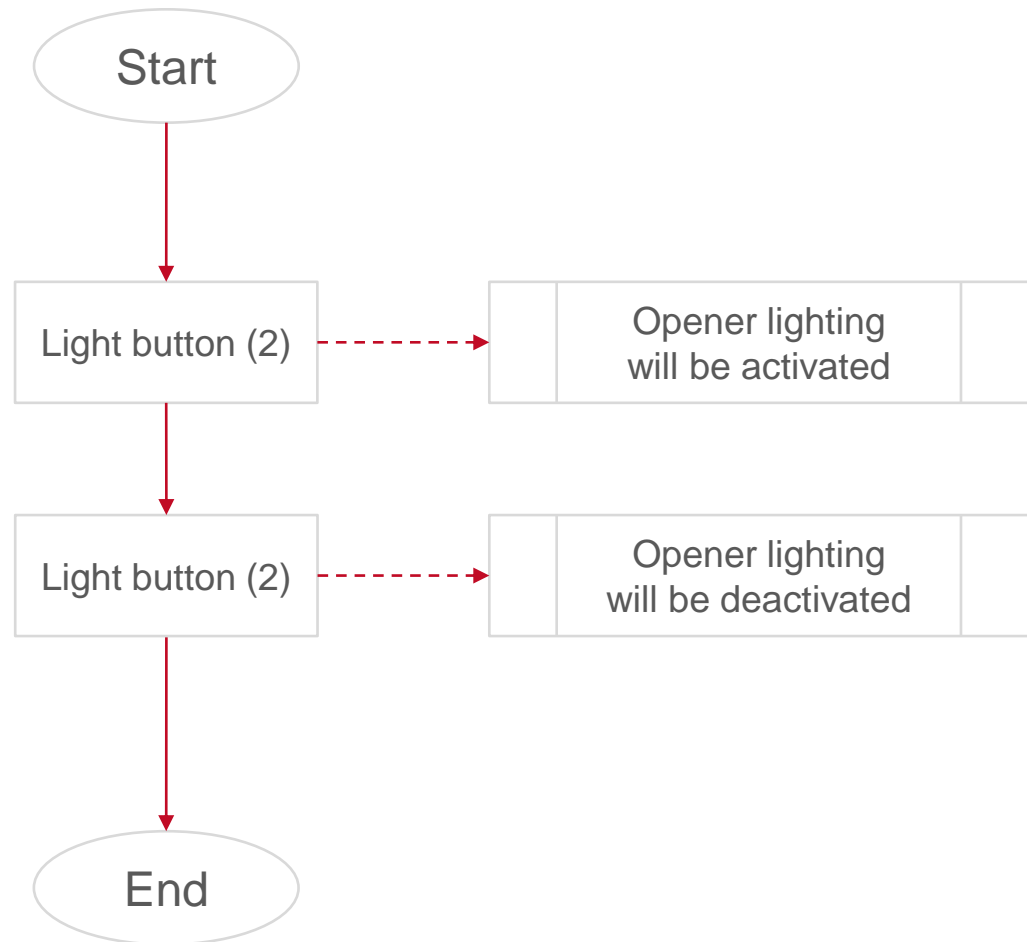 Start
Light button (2)
Opener lighting
will be activated
Light button (2)
Opener lighting
will be deactivated
End